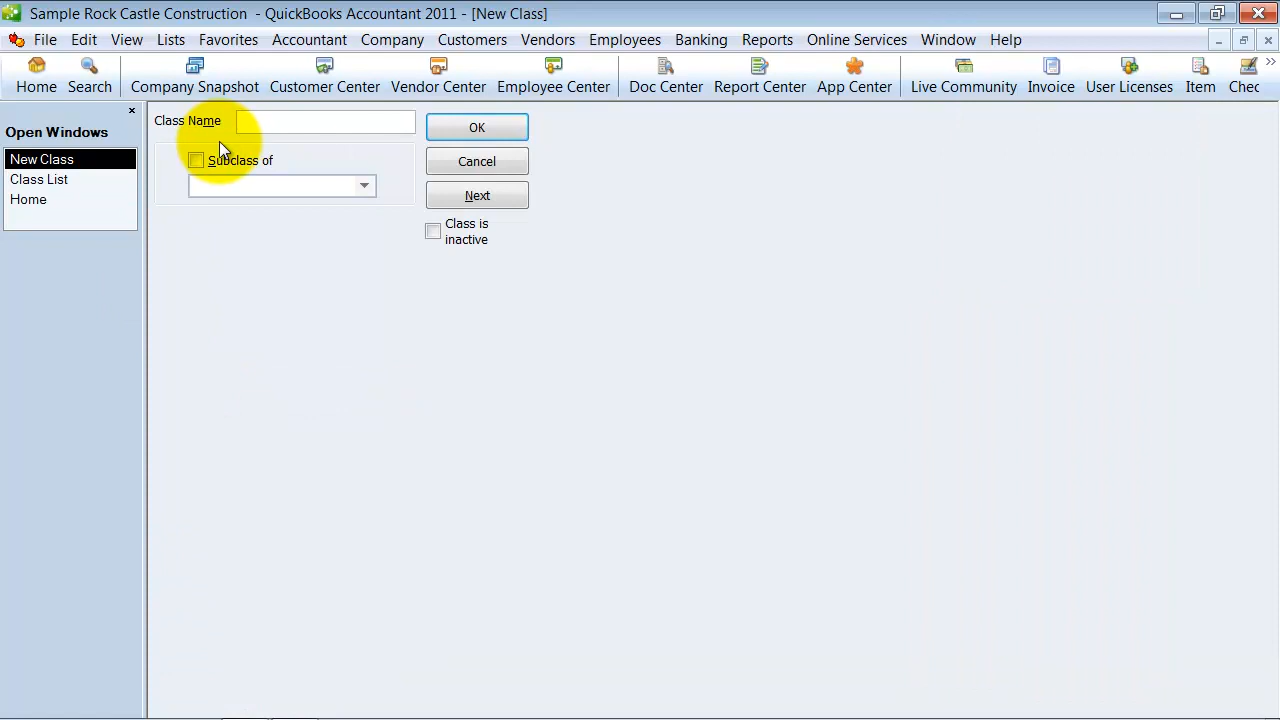 Sample Rock Castle Construction - QuickBooks Accountant 2011 - [New Class]
File Edit View Lists Favorites Accountant Company Customers Vendors Employees Banking Reports Online Services Window Help
Home Search Company Snapshot Customer Center Vendor Center Employee Center Doc Center Report Center App Center Live Community Invoice User Licenses Item Chec
Open Windows
New Class
Class List
Home
Class Name
Subclass of
OK
Cancel
Next
Class is
inactive